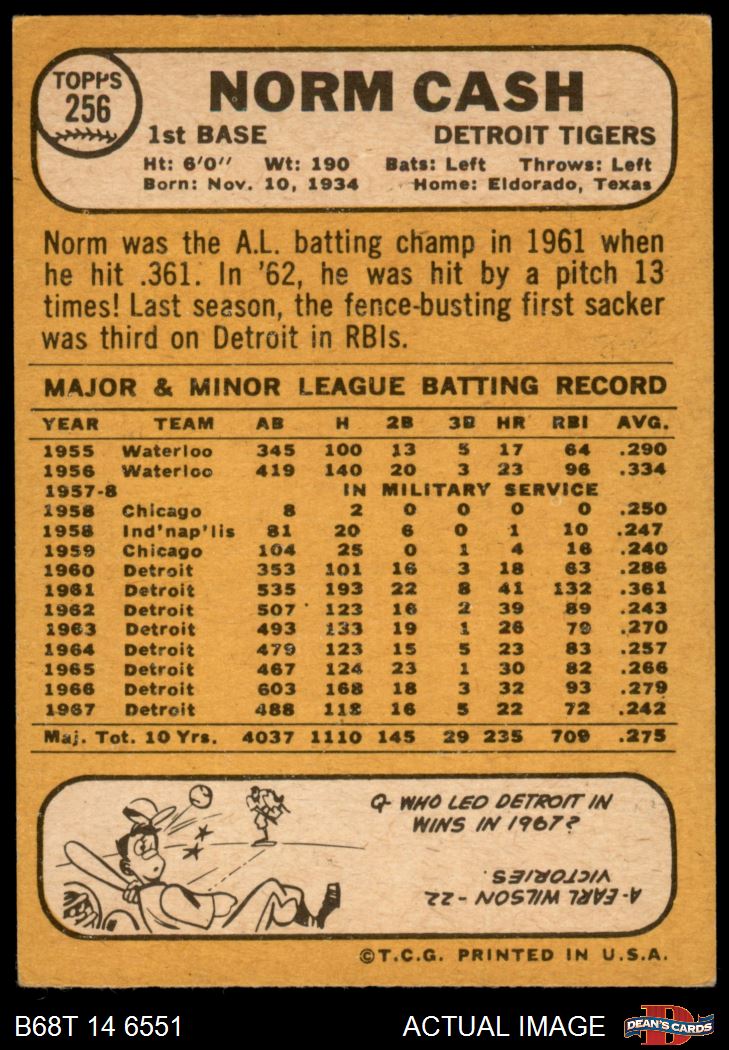 TOPPS
256
NORM CASH
1st BASE DETROIT TIGERS
Ht: 6'0" Wt: 190 Bats: Left Throws: Left
Born: Nov. 10, 1934 Home: Eldorado, Texas
Norm was the A.L. batting champ in 1961 when
he hit .361. In '62, he was hit by a pitch 13
times! Last season, the fence-busting first sacker
was third on Detroit in RBIs.
MAJOR & MINOR LEAGUE BATTING RECORD
YEAR TEAM AB H 2B 3B HR RBI AVG.
1955 Waterloo 345 100 13 5 17 64 .290
1956 Waterloo 419 140 20 3 23 96 .334
1957-8 IN MILITARY SERVICE
1958 Chicago 8 2 0 0 0 0 .250
1958 Ind'nap'lis 81 20 6 0 1 10 .247
1959 Chicago 104 25 0 1 4 16 .240
1960 Detroit 353 101 16 3 18 63 .286
1961 Detroit 535 193 22 8 41 132 .361
1962 Detroit 507 123 16 2 39 89 .243
1963 Detroit 493 133 19 1 26 79 .270
1964 Detroit 479 123 15 5 23 83 .257
1965 Detroit 467 124 23 1 30 82 .266
1966 Detroit 603 168 18 3 32 93 .279
1967 Detroit 488 118 16 5 22 72 .242
Maj. Tot. 10 Yrs. 4037 1110 145 29 235 709 .275
Q- WHO LED DETROIT IN
WINS IN 1967?
A-EARL WILSON-22
VICTORIES.
©T.C.G. PRINTED IN U.S.A.
B68T 14 6551 ACTUAL IMAGE
D
DEAN'S CARDS